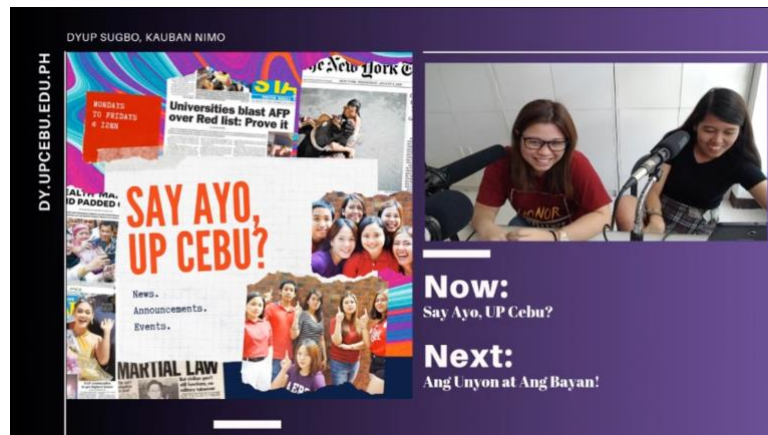 DYUP SUGBO, KAUBAN NIMO
DY.UPCEBU.EDU.PH
MONDAYS
TO FRIDAYS
@ 12NN
Universities blast AFP
over Red list: Prove it
New York
SAY AYO,
UP CEBU?
News.
Announcements.
Events.
MARTIAL LAW
HONOR
Now:
Say Ayo, UP Cebu?
Next:
Ang Unyon at Ang Bayan!